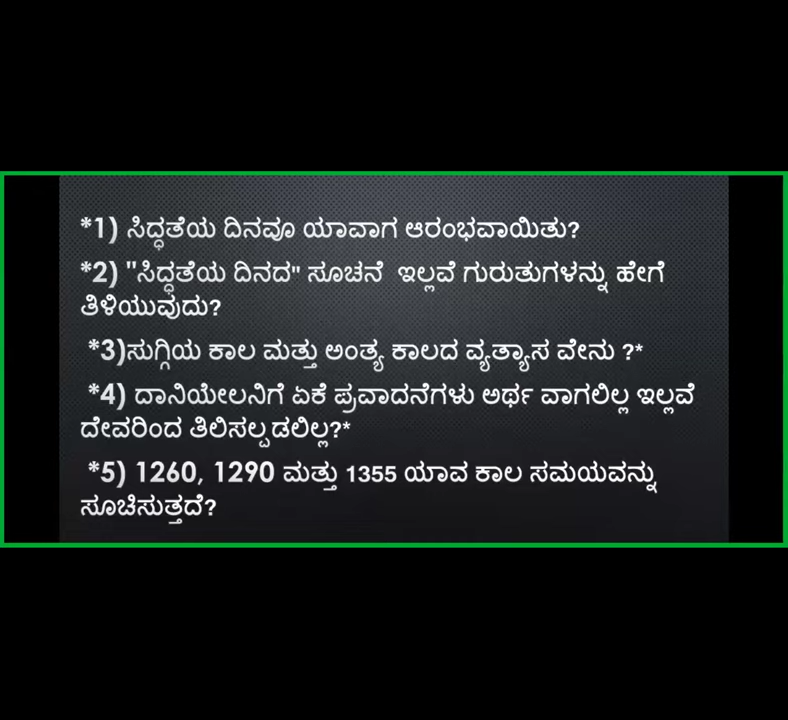 *1) ಸಿದ್ಧತೆಯ ದಿನವೂ ಯಾವಾಗ ಆರಂಭವಾಯಿತು?
*2) "ಸಿದ್ಧತೆಯ ದಿನದ" ಸೂಚನೆ ಇಲ್ಲವೆ ಗುರುತುಗಳನ್ನು ಹೇಗೆ
ತಿಳಿಯುವುದು?
*3)ಸುಗ್ಗಿಯ ಕಾಲ ಮತ್ತು ಅಂತ್ಯ ಕಾಲದ ವ್ಯತ್ಯಾಸ ವೇನು ?*
*4) ದಾನಿಯೇಲನಿಗೆ ಏಕೆ ಪ್ರವಾದನೆಗಳು ಅರ್ಥ ವಾಗಲಿಲ್ಲ ಇಲ್ಲವೆ
ದೇವರಿಂದ ತಿಲಿಸಲ್ಪಡಲಿಲ್ಲ?*
*5) 1260, 1290 ಮತ್ತು 1355 ಯಾವ ಕಾಲ ಸಮಯವನ್ನು
ಸೂಚಿಸುತ್ತದೆ?